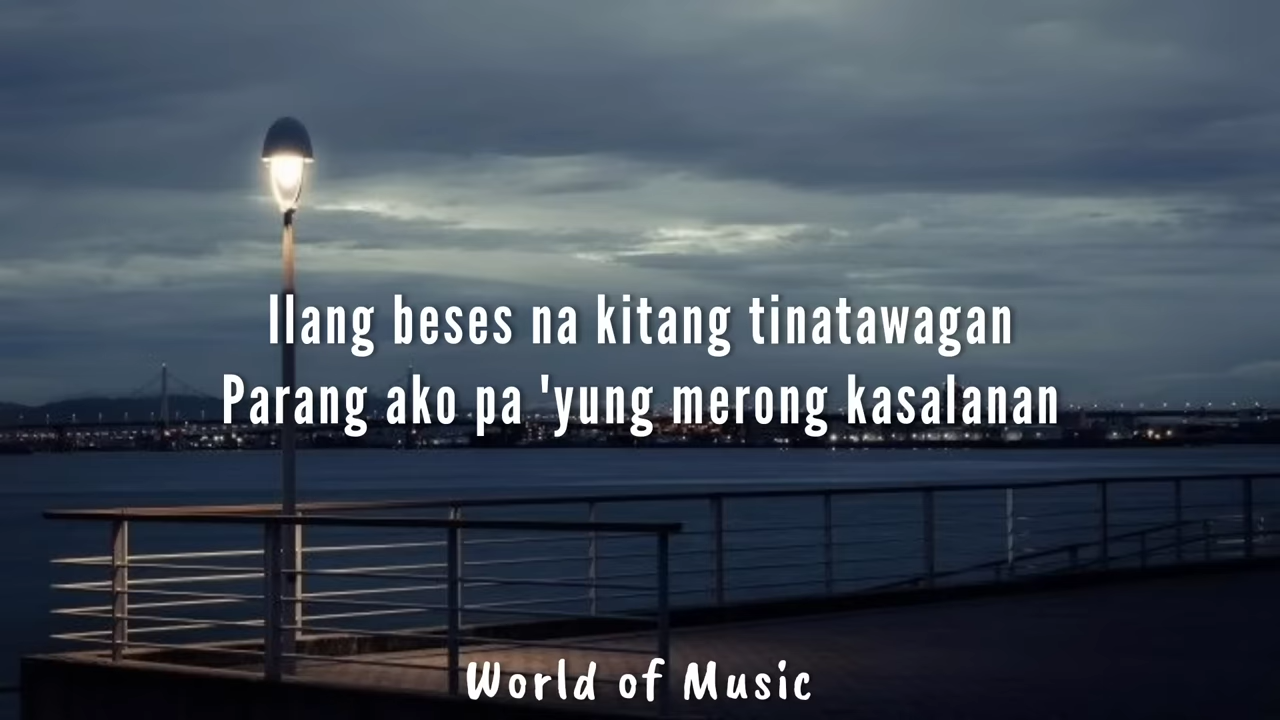 Ilang beses na kitang tinatawagan
Parang ako pa 'yung merong kasalanan
World of Music